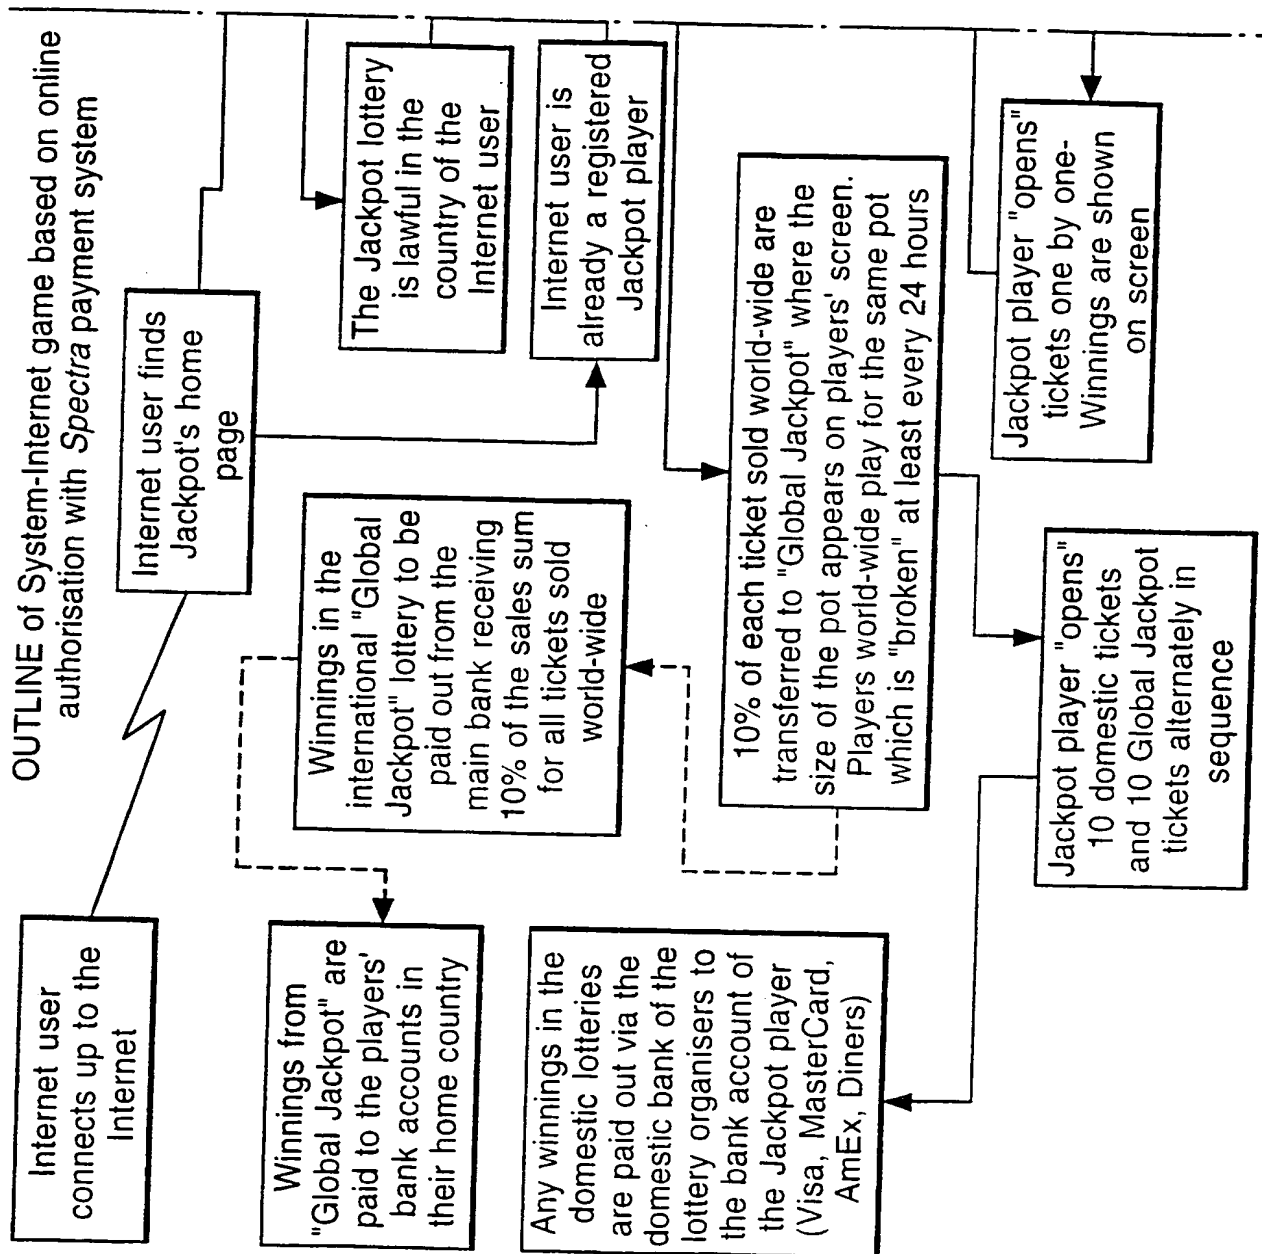 OUTLINE of System-Internet game based on online
authorisation with Spectra payment system
Internet user
connects up to the
Internet
Internet user finds
Jackpot's home
page
Winnings from
"Global Jackpot" are
paid to the players'
bank accounts in
their home country
Winnings in the
international "Global
Jackpot" lottery to be
paid out from the
main bank receiving
10% of the sales sum
for all tickets sold
world-wide
The Jackpot lottery
is lawful in the
country of the
Internet user
Any winnings in the
domestic lotteries
are paid out via the
domestic bank of the
lottery organisers to
the bank account of
the Jackpot player
(Visa, MasterCard,
AmEx, Diners)
Internet user is
already a registered
Jackpot player
10% of each ticket sold world-wide are
transferred to "Global Jackpot" where the
size of the pot appears on players' screen.
Players world-wide play for the same pot
which is "broken" at least every 24 hours
Jackpot player "opens"
10 domestic tickets
and 10 Global Jackpot
tickets alternately in
sequence
Jackpot player "opens"
tickets one by one-
Winnings are shown
on screen